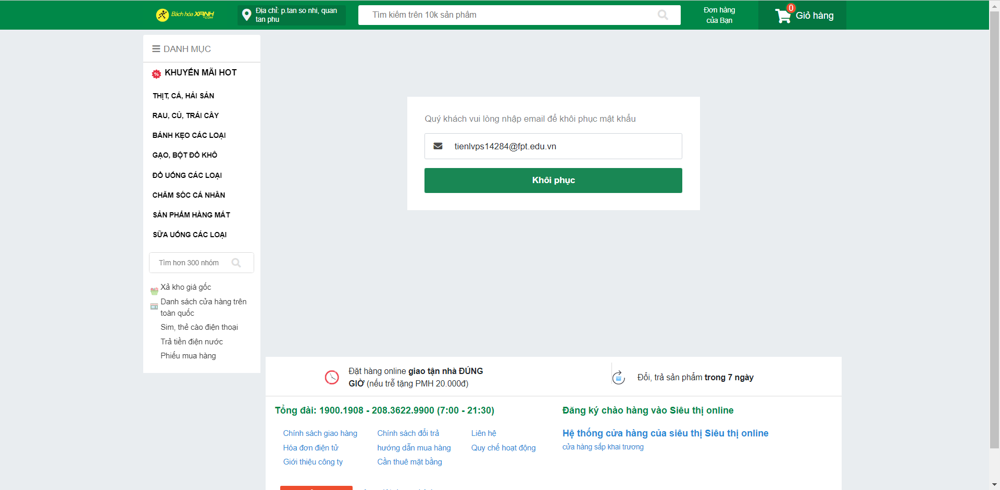 Bách hóa XANH
.COM
Địa chỉ: p.tan so nhi, quan
tan phu
Tìm kiếm trên 10k sản phẩm
Đơn hàng
của Bạn
0
Giỏ hàng
DANH MỤC
%
KHUYẾN MÃI HOT
THỊT, CÁ, HẢI SẢN
RAU, CỦ, TRÁI CÂY
BÁNH KẸO CÁC LOẠI
GẠO, BỘT ĐỒ KHÔ
ĐỒ UỐNG CÁC LOẠI
CHĂM SÓC CÁ NHÂN
SẢN PHẨM HÀNG MÁT
SỮA UỐNG CÁC LOẠI
Tìm hơn 300 nhóm
Xả kho giá gốc
Danh sách cửa hàng trên
toàn quốc
Sim, thẻ cào điện thoại
Trả tiền điện nước
Phiếu mua hàng
Quý khách vui lòng nhập email để khôi phục mật khẩu
tienlvps14284@fpt.edu.vn
Khôi phục
Đặt hàng online giao tận nhà ĐÚNG
GIỜ (nếu trễ tặng PMH 20.000đ)
Đổi, trả sản phẩm trong 7 ngày
Tổng đài: 1900.1908 - 208.3622.9900 (7:00 - 21:30)
Chính sách giao hàng
Chính sách đổi trả
Liên hệ
Hóa đơn điện tử
hướng dẫn mua hàng
Quy chế hoạt động
Giới thiệu công ty
Cần thuê mặt bằng
Đăng ký chào hàng vào Siêu thị online
Hệ thống cửa hàng của siêu thị Siêu thị online
cửa hàng sắp khai trương